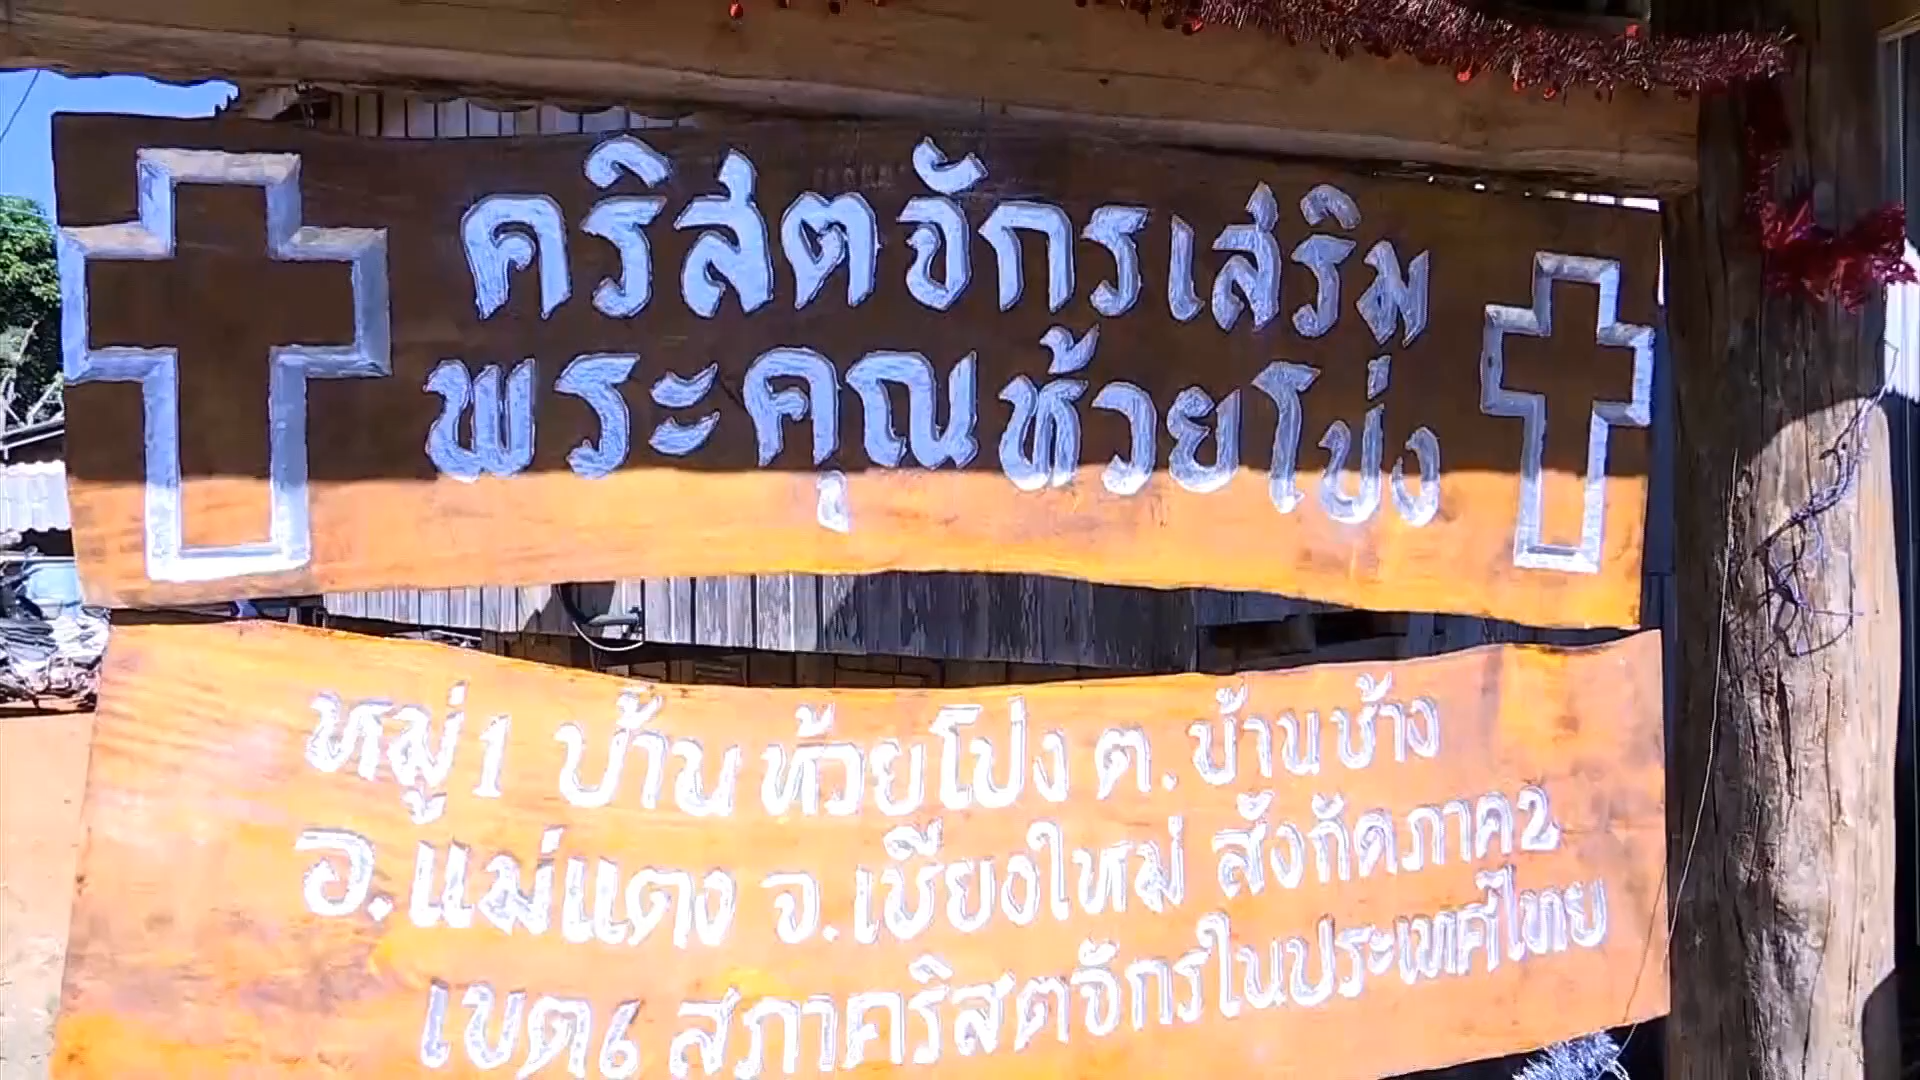 คริสตจักรเสริม
พระคุณห้วยโป่ง
หมู่ 1 บ้านห้วยโป่ง ต. บ้านช้าง
อ.แม่แตง จ.เชียงใหม่ สังกัดภาค 2
เขต 6 สภาคริสตจักรในประเทศไทย